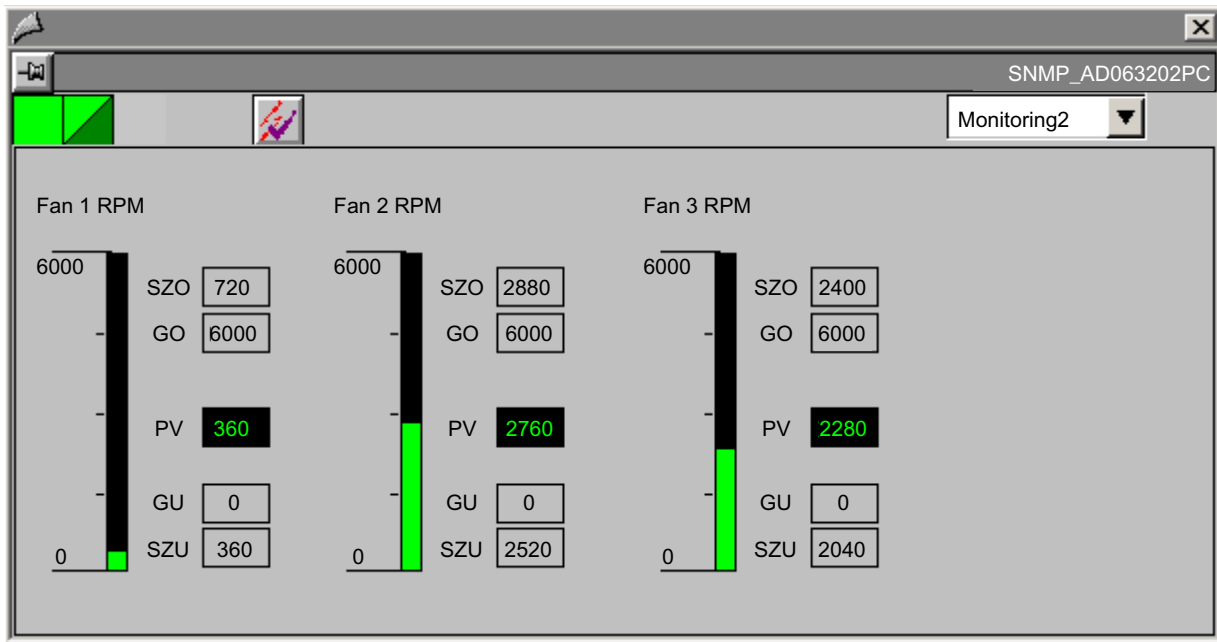 SNMP_AD063202PC
Monitoring2
Fan 1 RPM Fan 2 RPM Fan 3 RPM
6000 6000 6000
SZO 720 SZO 2880 SZO 2400
GO 6000 GO 6000 GO 6000
PV 360 PV 2760 PV 2280
GU 0 GU 0 GU 0
0 SZU 360 0 SZU 2520 0 SZU 2040